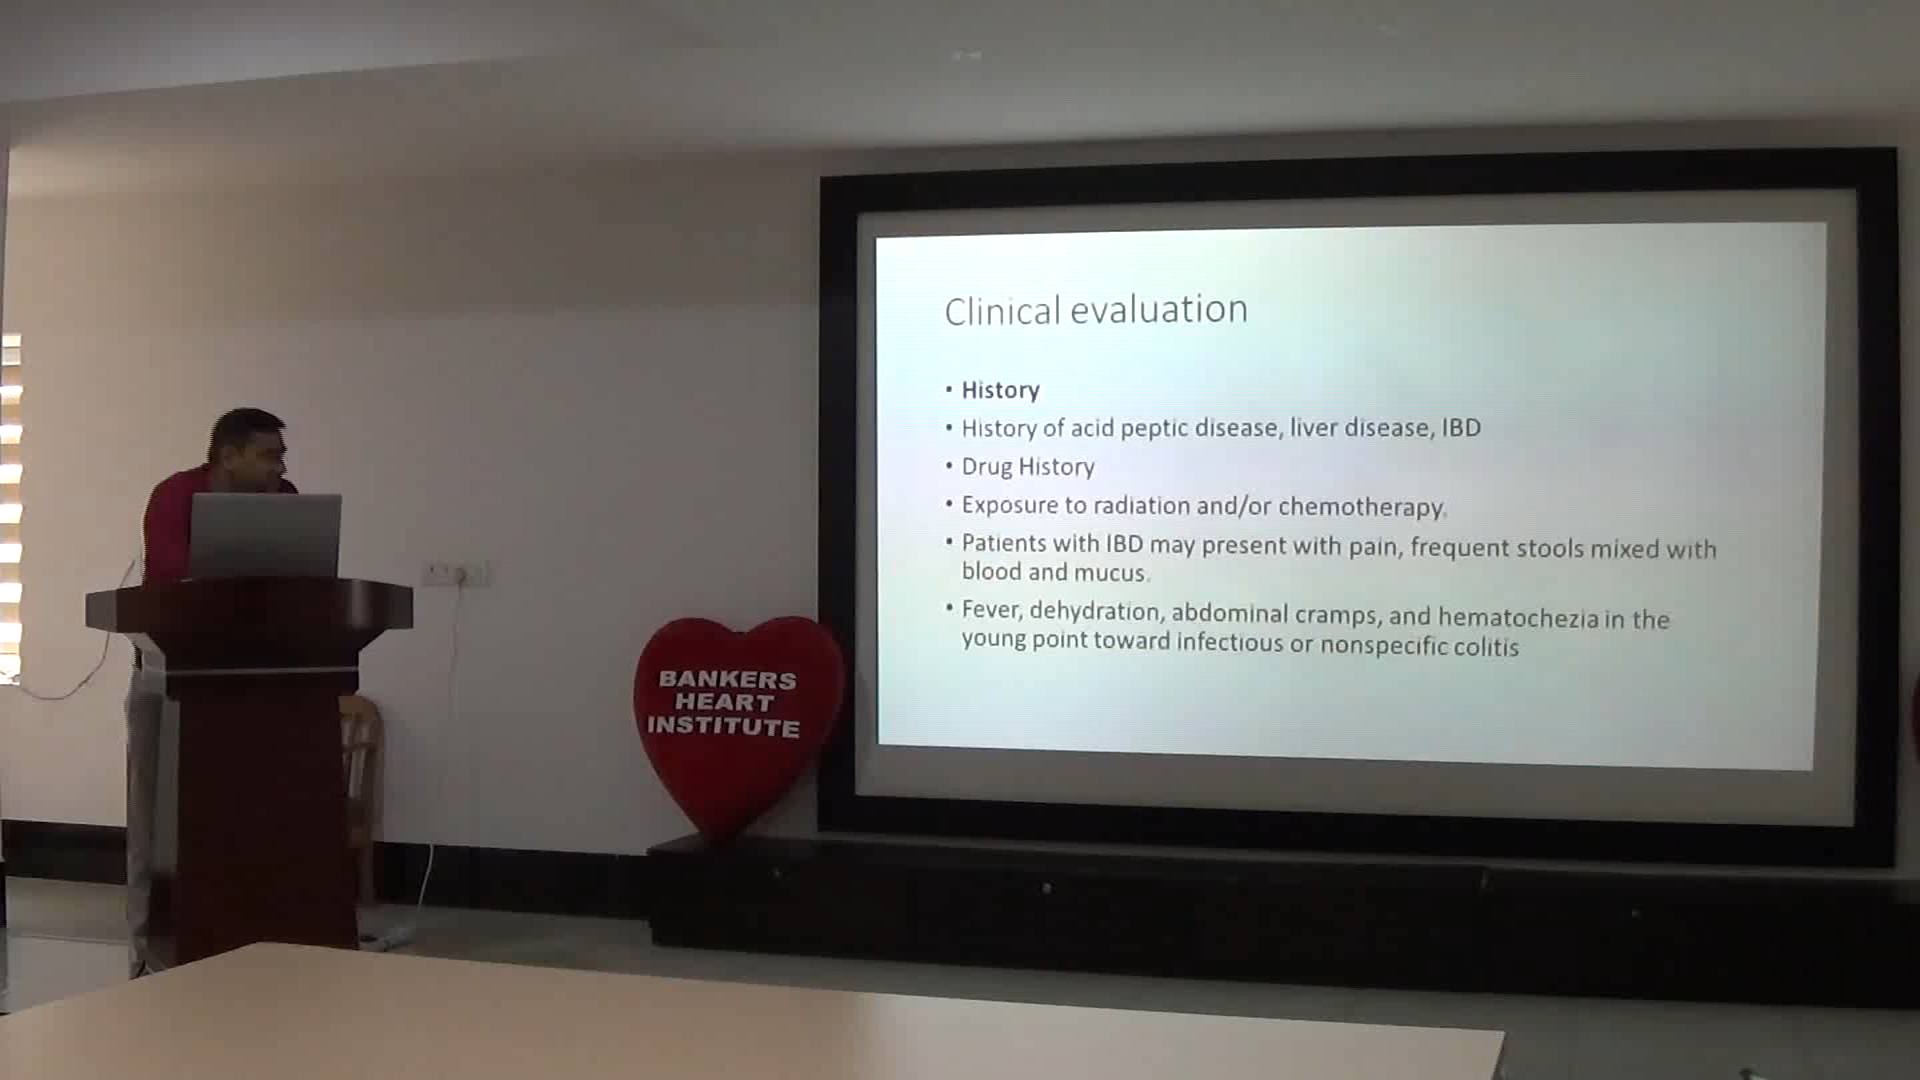 Clinical evaluation
• History
• History of acid peptic disease, liver disease, IBD
• Drug History
• Exposure to radiation and/or chemotherapy.
• Patients with IBD may present with pain, frequent stools mixed with
blood and mucus.
• Fever, dehydration, abdominal cramps, and hematochezia in the
young point toward infectious or nonspecific colitis
BANKERS
HEART
INSTITUTE